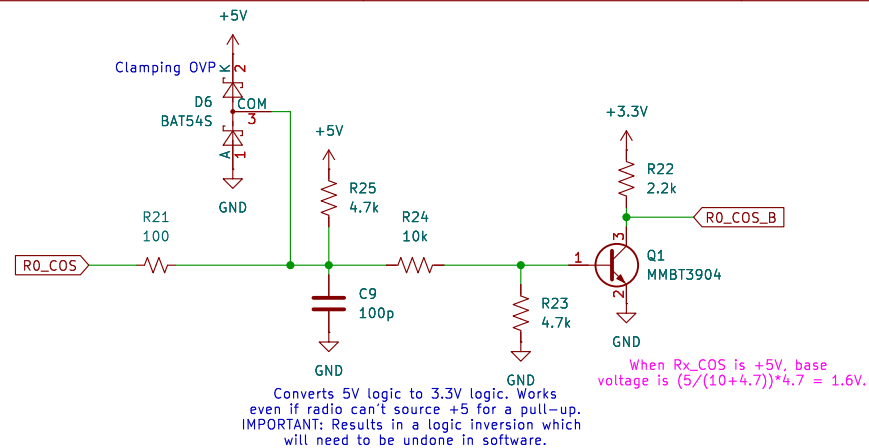 +5V
Clamping OVP
K
2
D6
COM
BAT54S
3
A
1
GND
+5V
R25
4.7k
+3.3V
R22
2.2k
R0_COS_B
R21
100
R24
10k
R0_COS
1
3
Q1
MMBT3904
2
C9
100p
R23
4.7k
GND
GND
GND
When Rx_COS is +5V, base
voltage is (5/(10+4.7))*4.7 = 1.6V.
Converts 5V logic to 3.3V logic. Works
even if radio can't source +5 for a pull-up.
IMPORTANT: Results in a logic inversion which
will need to be undone in software.